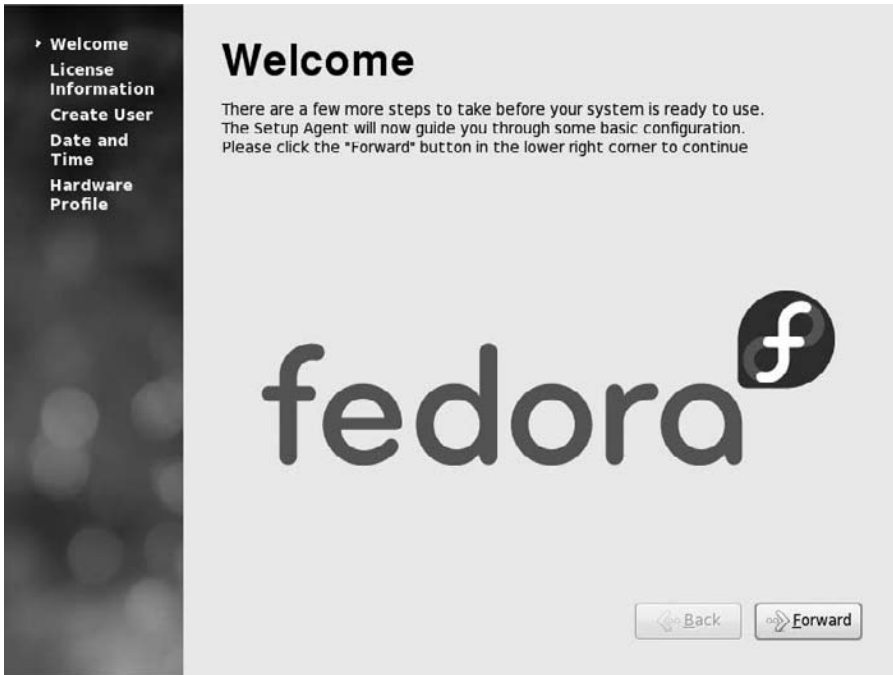 Welcome
License
Information
Create User
Date and
Time
Hardware
Profile
Welcome
There are a few more steps to take before your system is ready to use.
The Setup Agent will now guide you through some basic configuration.
Please click the "Forward" button in the lower right corner to continue
fedora f
Back
Forward